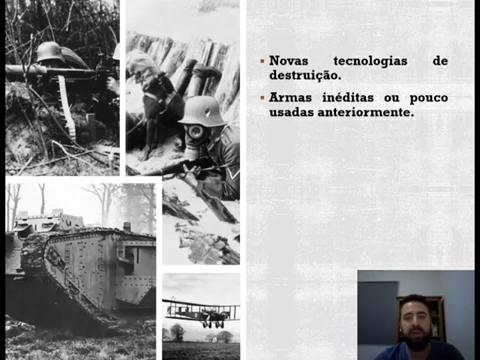 Novas tecnologias de
destruição.
Armas inéditas ou pouco
usadas anteriormente.